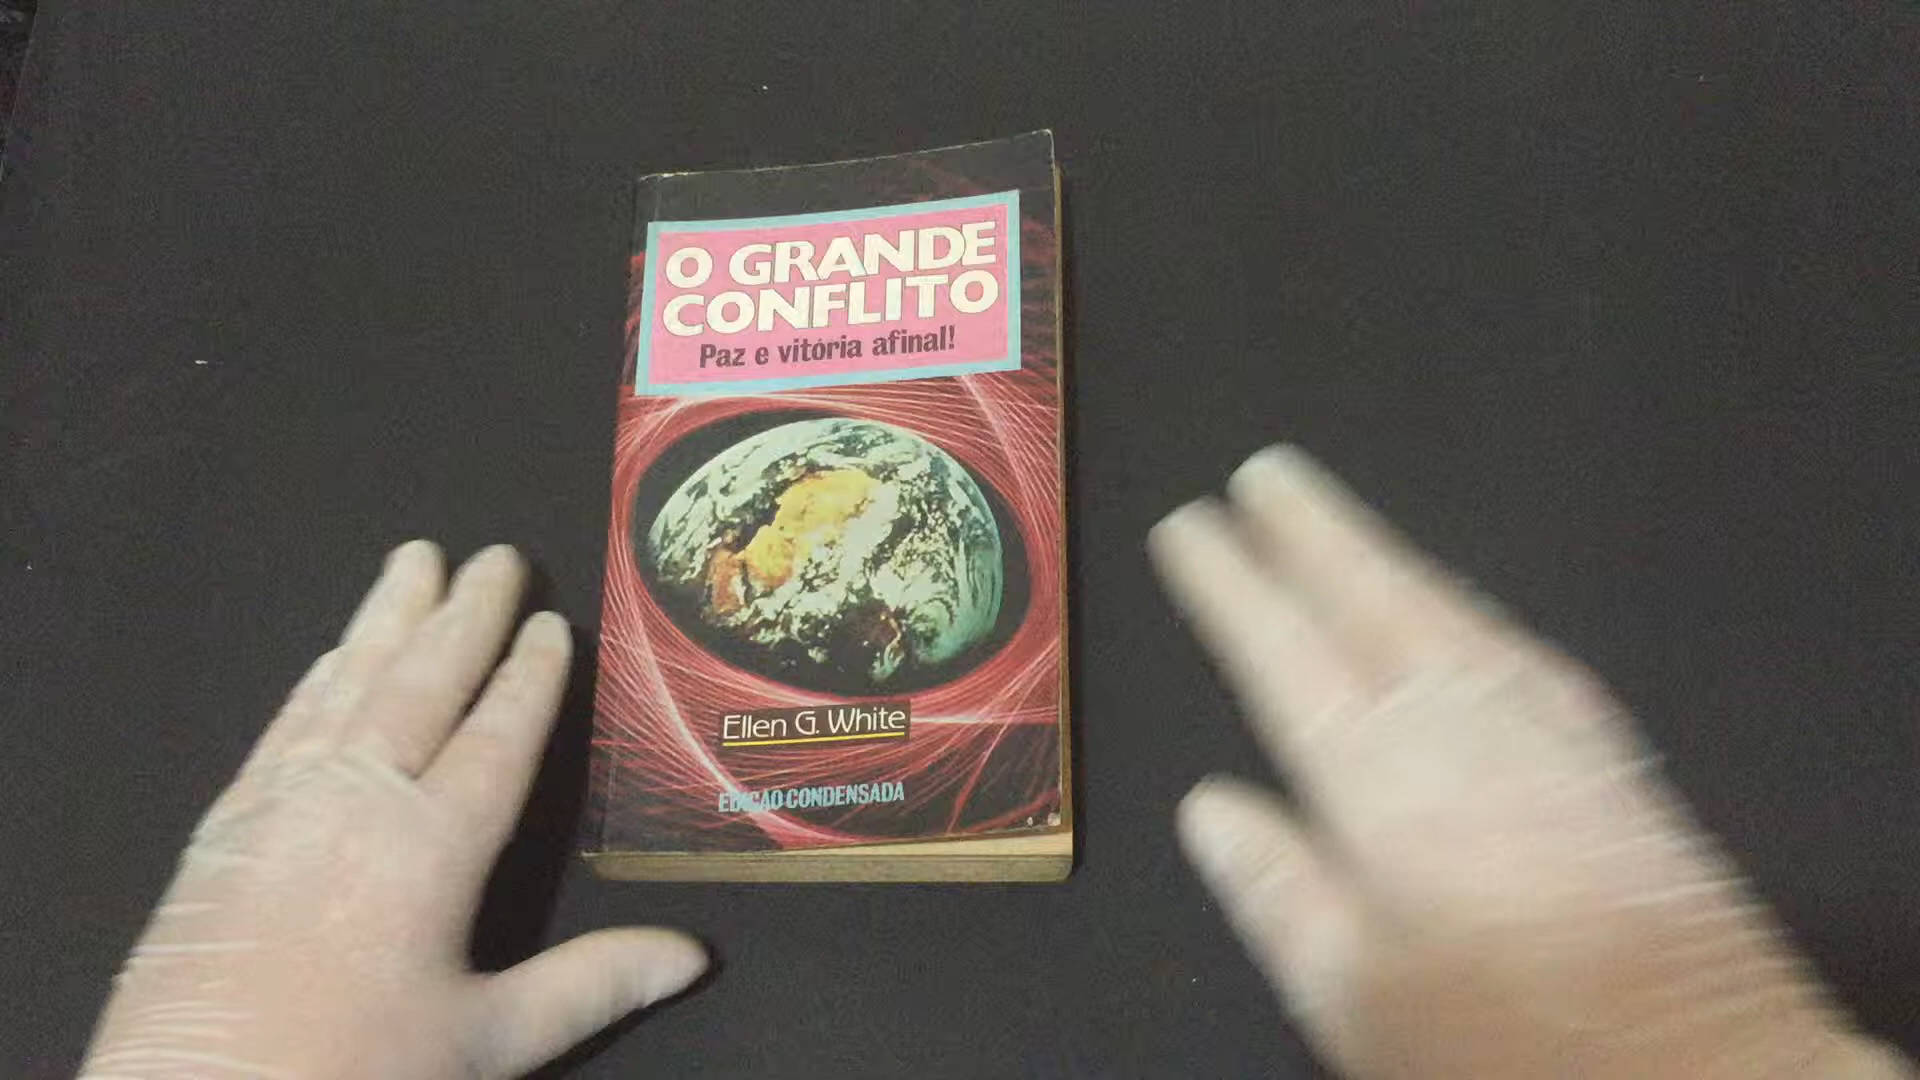 O GRANDE
CONFLITO
Paz e vitória afinal!
Ellen G. White
EDIÇÃO CONDENSADA